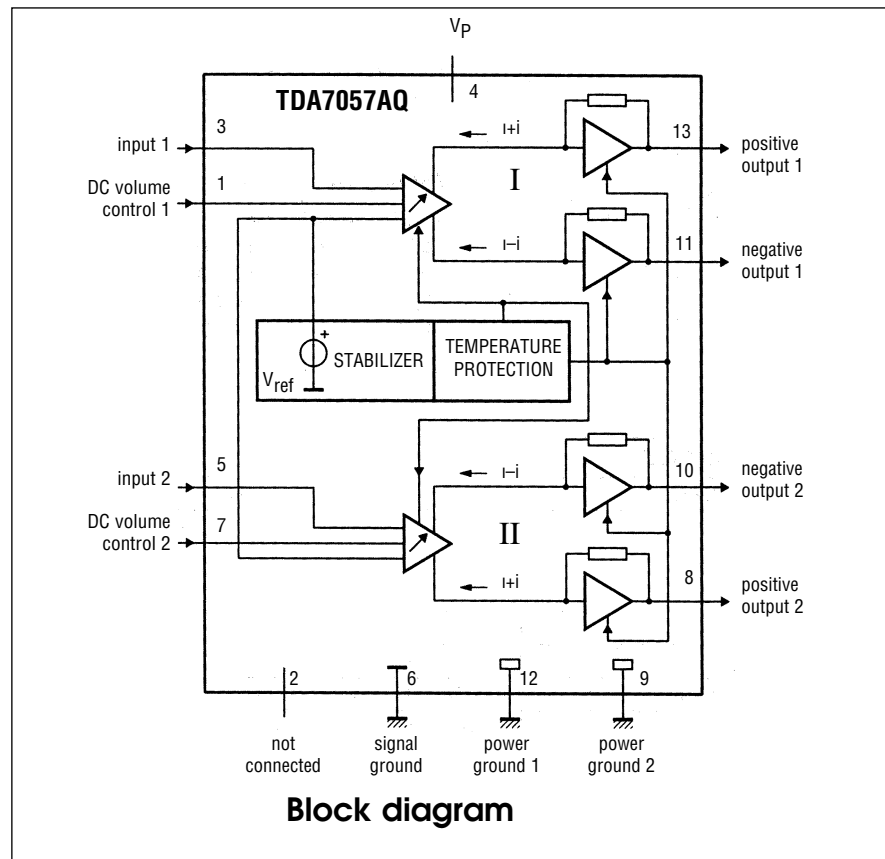 VP
4
TDA7057AQ
3
input 1
1
DC volume
control 1
I+i
I
I–i
13
positive
output 1
11
negative
output 1
+
Vref
STABILIZER
TEMPERATURE
PROTECTION
5
input 2
7
DC volume
control 2
I–i
II
I+i
10
negative
output 2
8
positive
output 2
2
6
12
9
not
connected
signal
ground
power
ground 1
power
ground 2
Block diagram